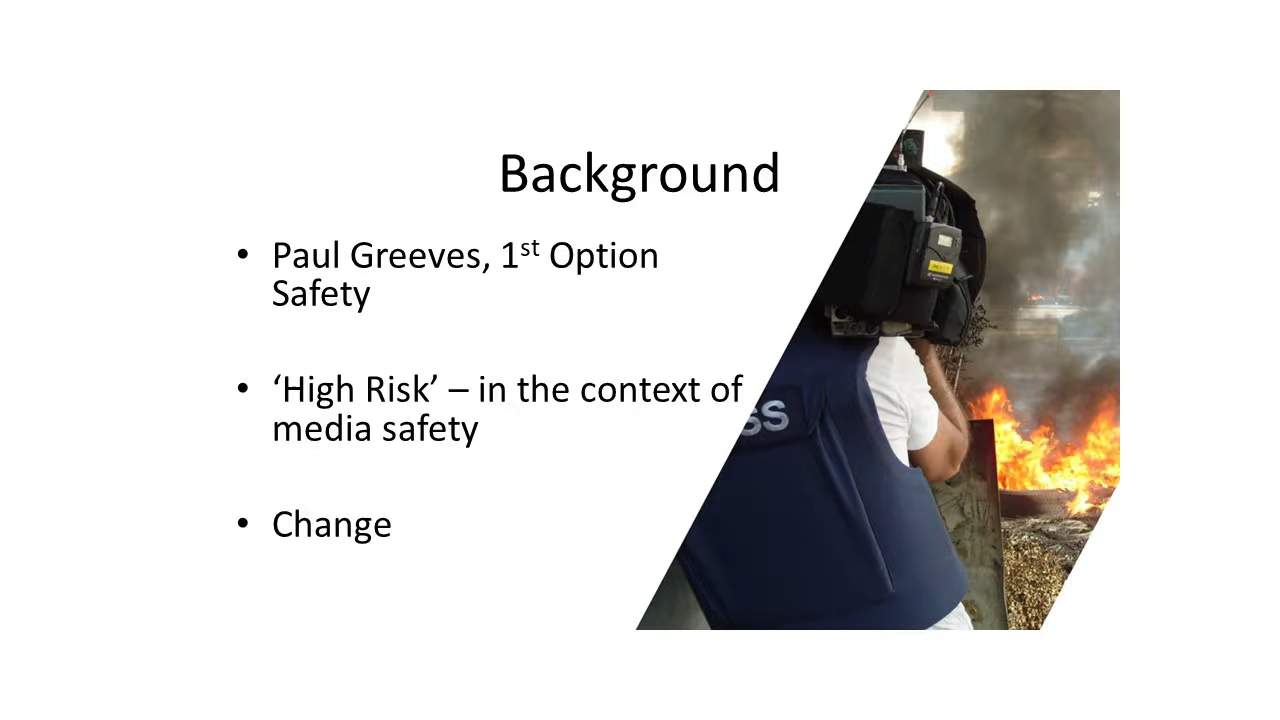 Background
• Paul Greeves, 1st Option
Safety
• ‘High Risk’ – in the context of
media safety
• Change
SS